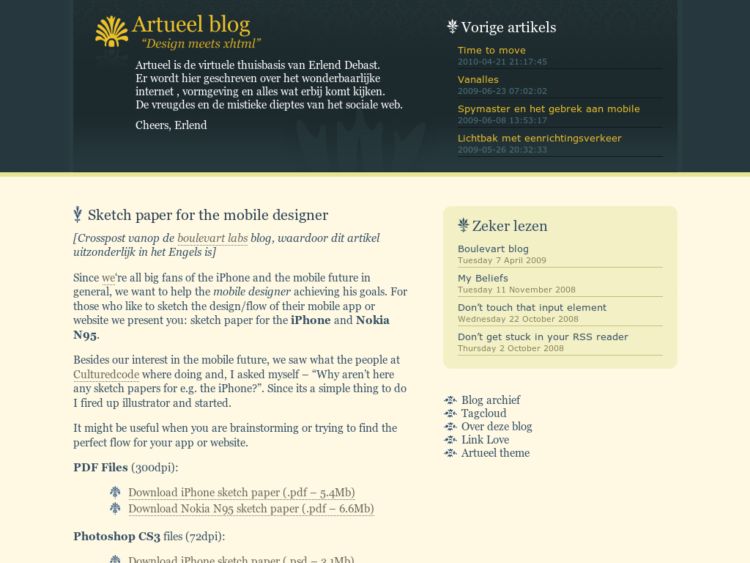 Artueel blog
“Design meets xhtml”
Artueel is de virtuele thuisbasis van Erlend Debast.
Er wordt hier geschreven over het wonderbaarlijke
internet , vormgeving en alles wat erbij komt kijken.
De vreugdes en de mistieke dieptes van het sociale web.
Cheers, Erlend
Vorige artikels
Time to move
2010-04-21 21:17:45
Vanalles
2009-06-23 07:02:02
Spymaster en het gebrek aan mobile
2009-06-08 13:53:17
Lichtbak met eenrichtingsverkeer
2009-05-26 20:32:33
Sketch paper for the mobile designer
[Crosspost vanop de boulevart labs blog, waardoor dit artikel
uitzonderlijk in het Engels is]
Since we‘re all big fans of the iPhone and the mobile future in
general, we want to help the mobile designer achieving his goals. For
those who like to sketch the design/flow of their mobile app or
website we present you: sketch paper for the iPhone and Nokia
N95.
Besides our interest in the mobile future, we saw what the people at
Culturedcode where doing and, I asked myself – “Why aren’t here
any sketch papers for e.g. the iPhone?”. Since its a simple thing to do
I fired up illustrator and started.
It might be useful when you are brainstorming or trying to find the
perfect flow for your app or website.
PDF Files (300dpi):
Download iPhone sketch paper (.pdf – 5.4Mb)
Download Nokia N95 sketch paper (.pdf – 6.6Mb)
Photoshop CS3 files (72dpi):
Download iPhone sketch paper (.psd – 3.1Mb)
Zeker lezen
Boulevart blog
Tuesday 7 April 2009
My Beliefs
Tuesday 11 November 2008
Don’t touch that input element
Wednesday 22 October 2008
Don’t get stuck in your RSS reader
Thursday 2 October 2008
Blog archief
Tagcloud
Over deze blog
Link Love
Artueel theme